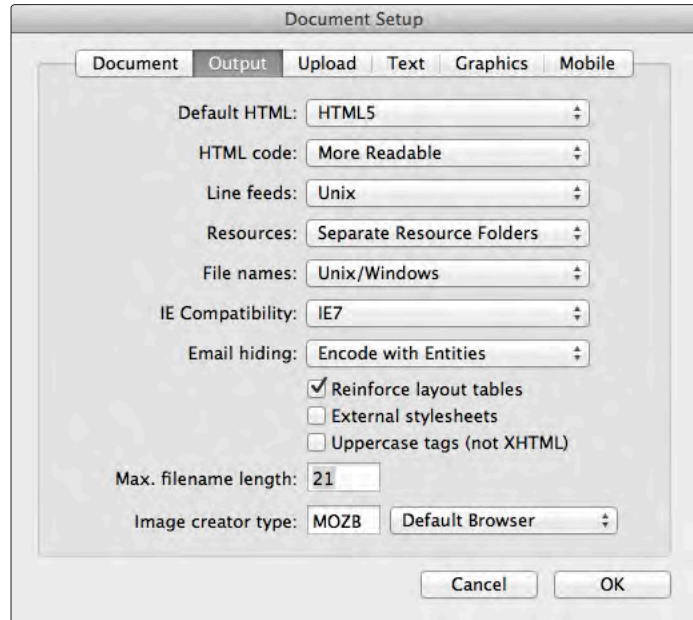 Document Setup
Document Output Upload Text Graphics Mobile
Default HTML: HTML5
HTML code: More Readable
Line feeds: Unix
Resources: Separate Resource Folders
File names: Unix/Windows
IE Compatibility: IE7
Email hiding: Encode with Entities
Reinforce layout tables
External stylesheets
Uppercase tags (not XHTML)
Max. filename length: 21
Image creator type: MOZB Default Browser
Cancel OK